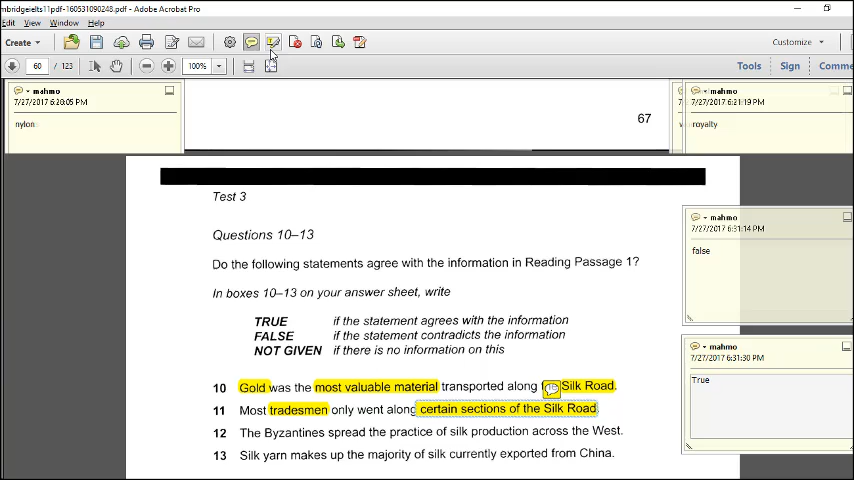 mbridgeielts11pdf-160531090248.pdf - Adobe Acrobat Pro
Edit View Window Help
Create
Customize
60 / 123
100%
Tools Sign Comme
mahmo
7/27/2017 6:20:05 PM
nylon
67
mahmo
7/27/2017 6:21:19 PM
royalty
Test 3
Questions 10–13
mahmo
7/27/2017 6:31:14 PM
false
Do the following statements agree with the information in Reading Passage 1?
In boxes 10–13 on your answer sheet, write
TRUE if the statement agrees with the information
FALSE if the statement contradicts the information
NOT GIVEN if there is no information on this
mahmo
7/27/2017 6:31:30 PM
True
10 Gold was the most valuable material transported along the Silk Road.
11 Most tradesmen only went along certain sections of the Silk Road.
12 The Byzantines spread the practice of silk production across the West.
13 Silk yarn makes up the majority of silk currently exported from China.